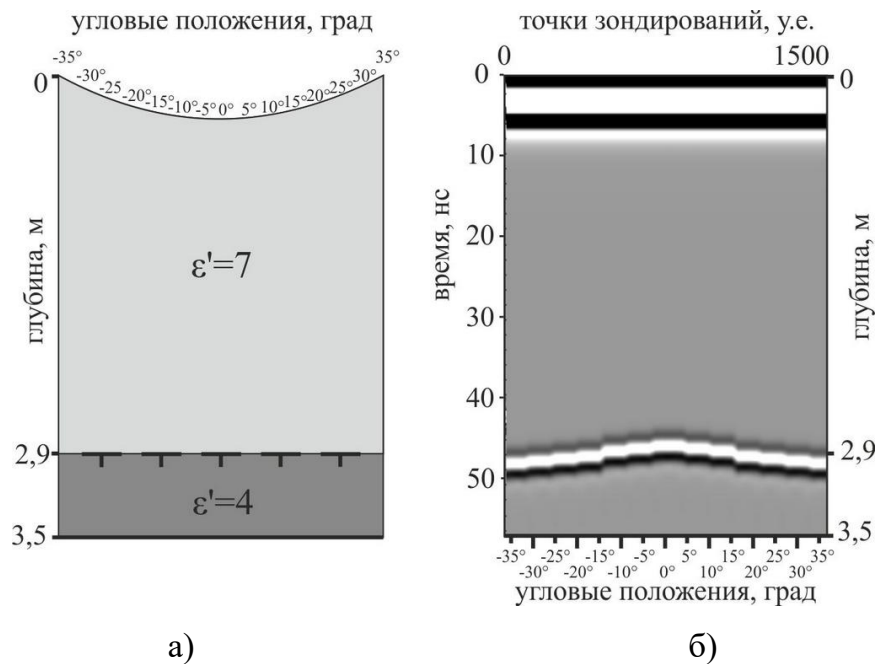 угловые положения, град
-35° -30° -25 -20 -15° -10° -5° 0° 5° 10° 15° 20° 25° 30° 35°
0
глубина, м
ε'=7
2,9
ε'=4
3,5
а)
точки зондирований, у.е.
0 1500
0 0
10
20
30
40
50
время, нс
глубина, м
2,9
3,5
-35° -30° -20° -15° -10° -5° 0° 5° 10° 15° 20° 30° 35°
угловые положения, град
б)